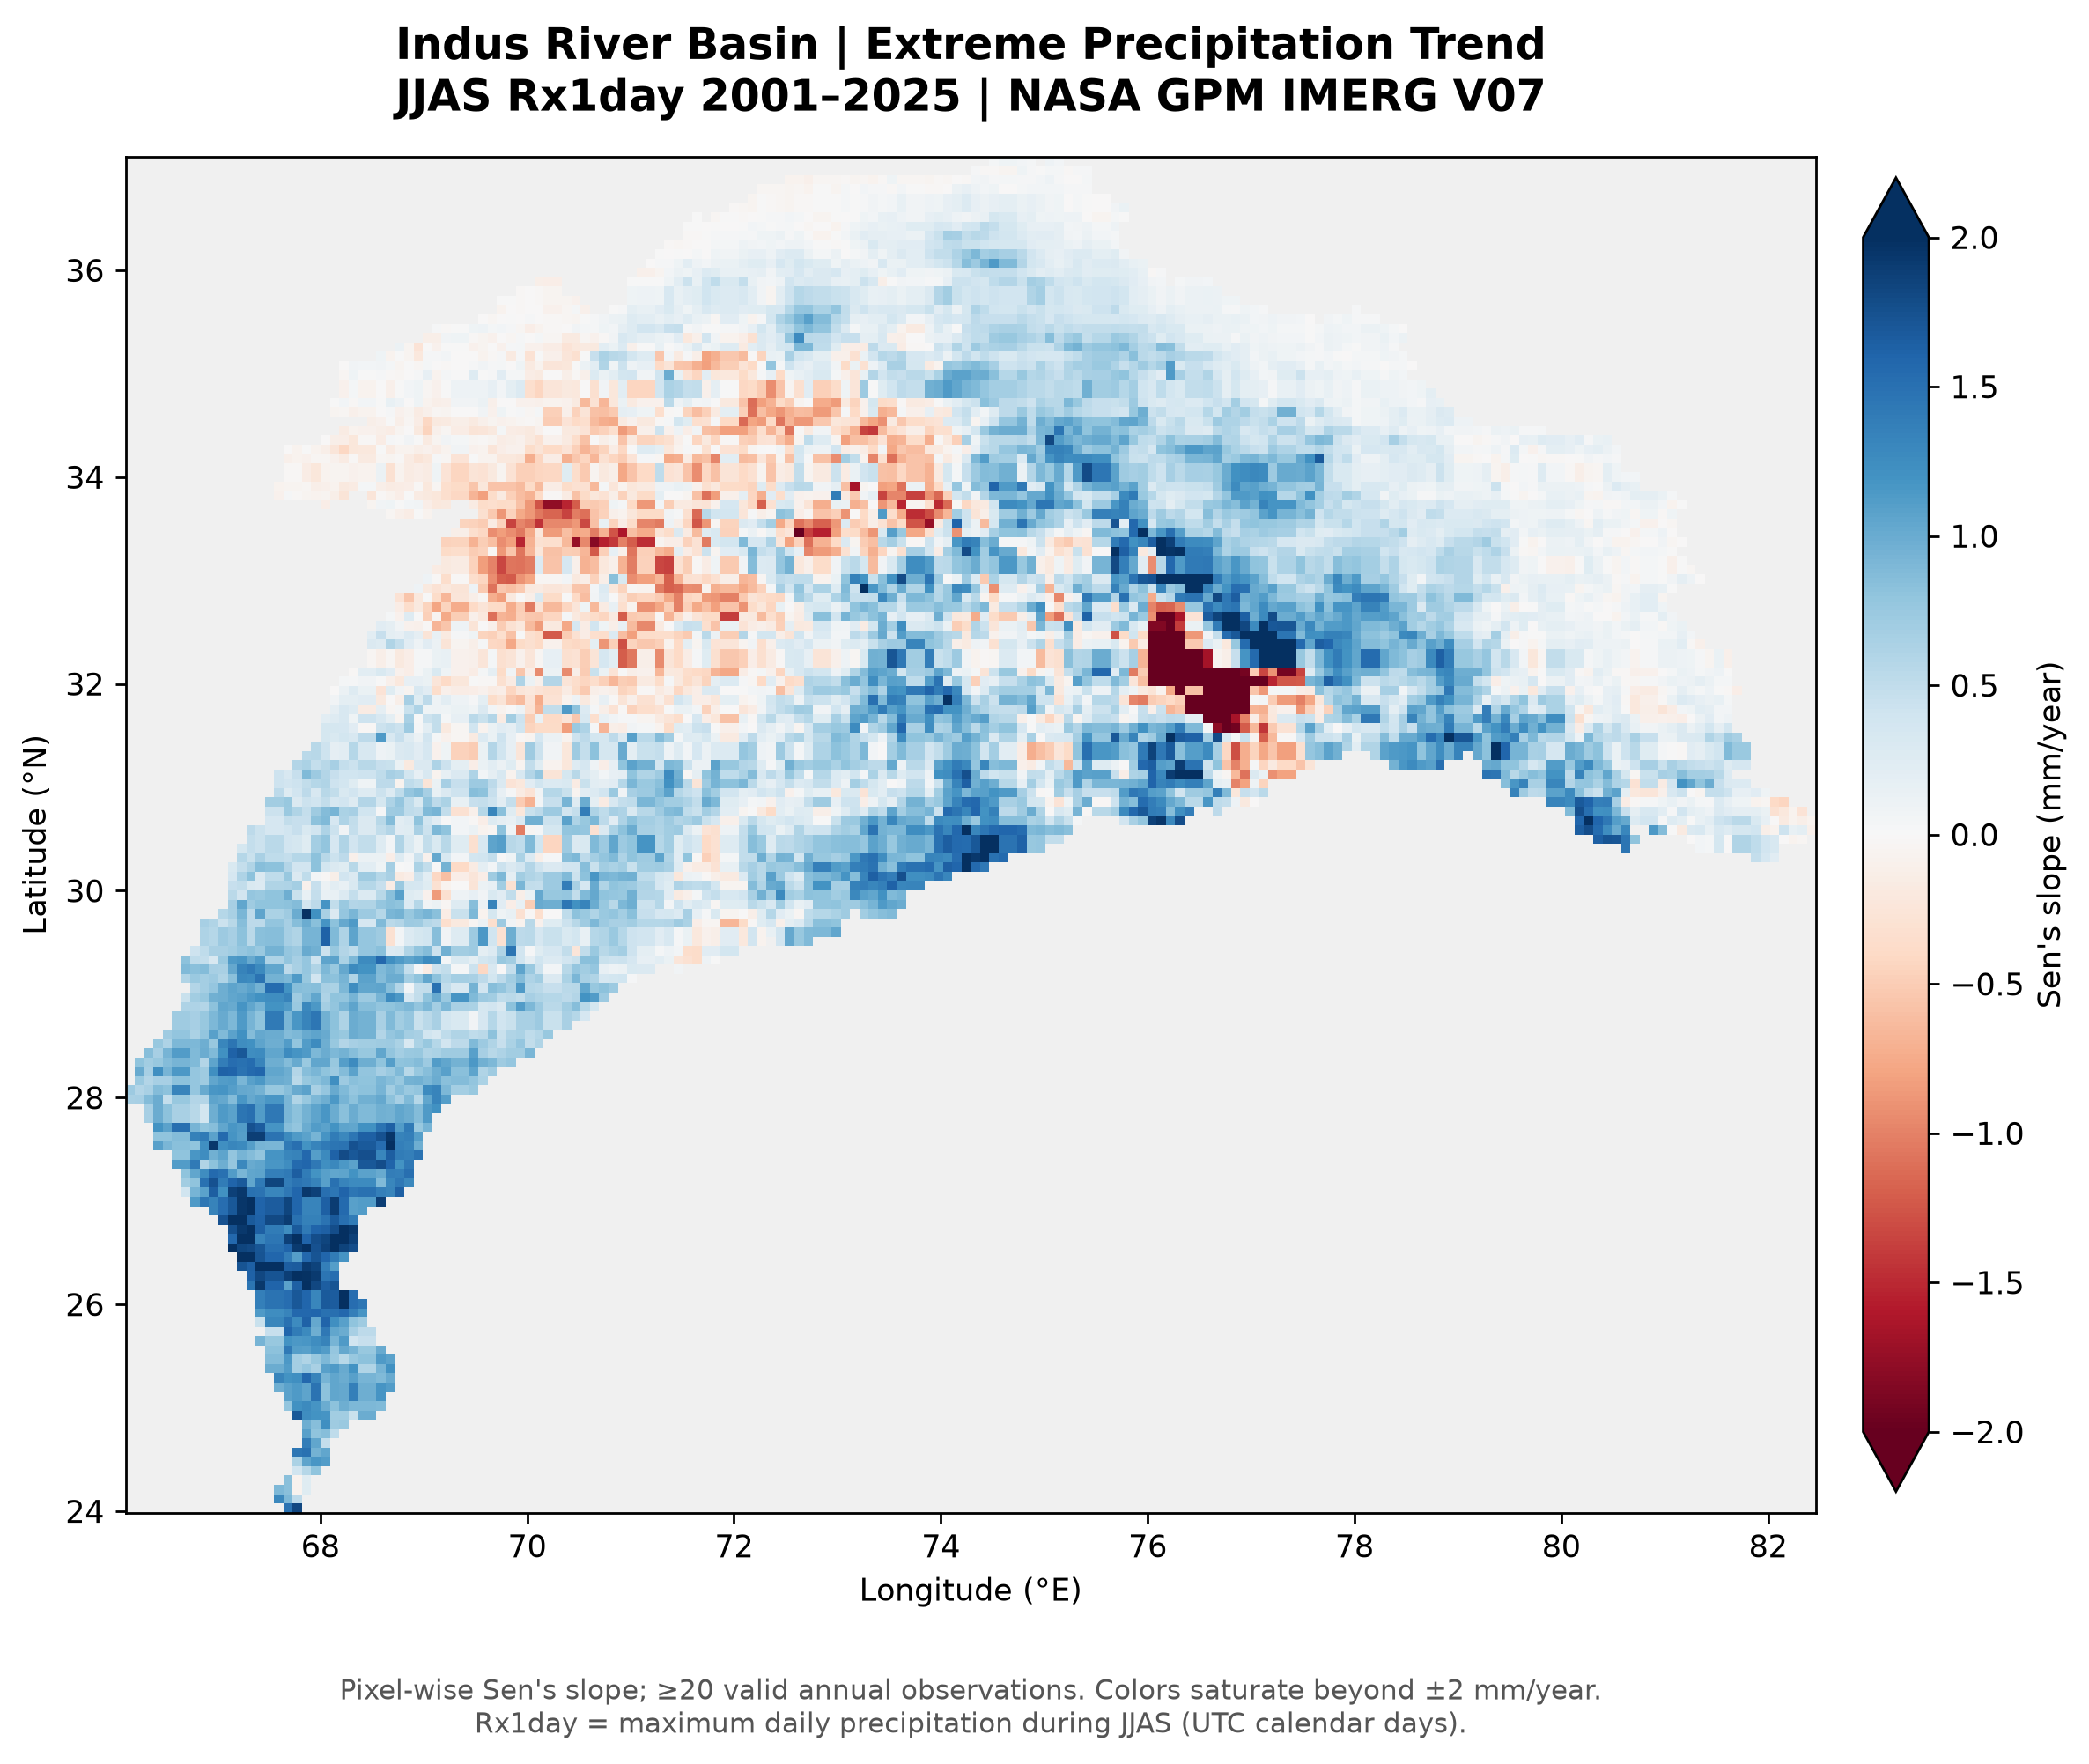 Indus River Basin | Extreme Precipitation Trend
JJAS Rx1day 2001–2025 | NASA GPM IMERG V07
36
34
32
30
28
26
24
Latitude (°N)
68 70 72 74 76 78 80 82
Longitude (°E)
2.0
1.5
1.0
0.5
0.0
−0.5
−1.0
−1.5
−2.0
Sen's slope (mm/year)
Pixel-wise Sen's slope; ≥20 valid annual observations. Colors saturate beyond ±2 mm/year.
Rx1day = maximum daily precipitation during JJAS (UTC calendar days).